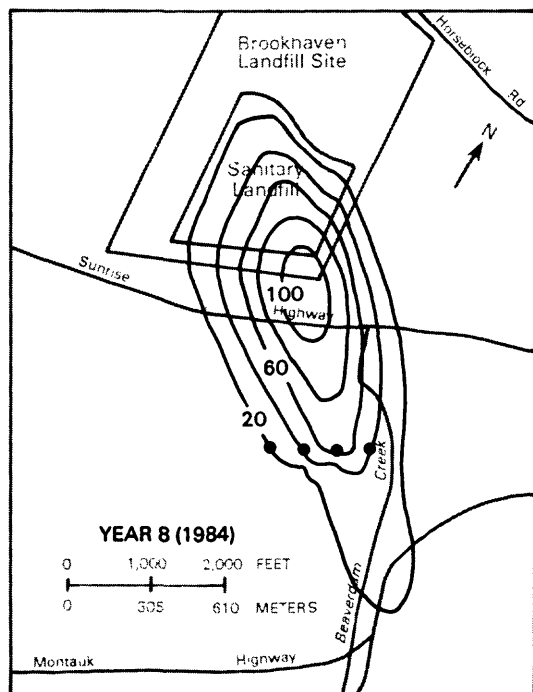 Brookhaven
Landfill Site
Horseblock
Rd
N
Sanitary
Landfill
Sunrise
100
Highway
60
20
Creek
YEAR 8 (1984)
0 1,000 2,000 FEET
0 305 610 METERS
Beaverdam
Montauk Highway